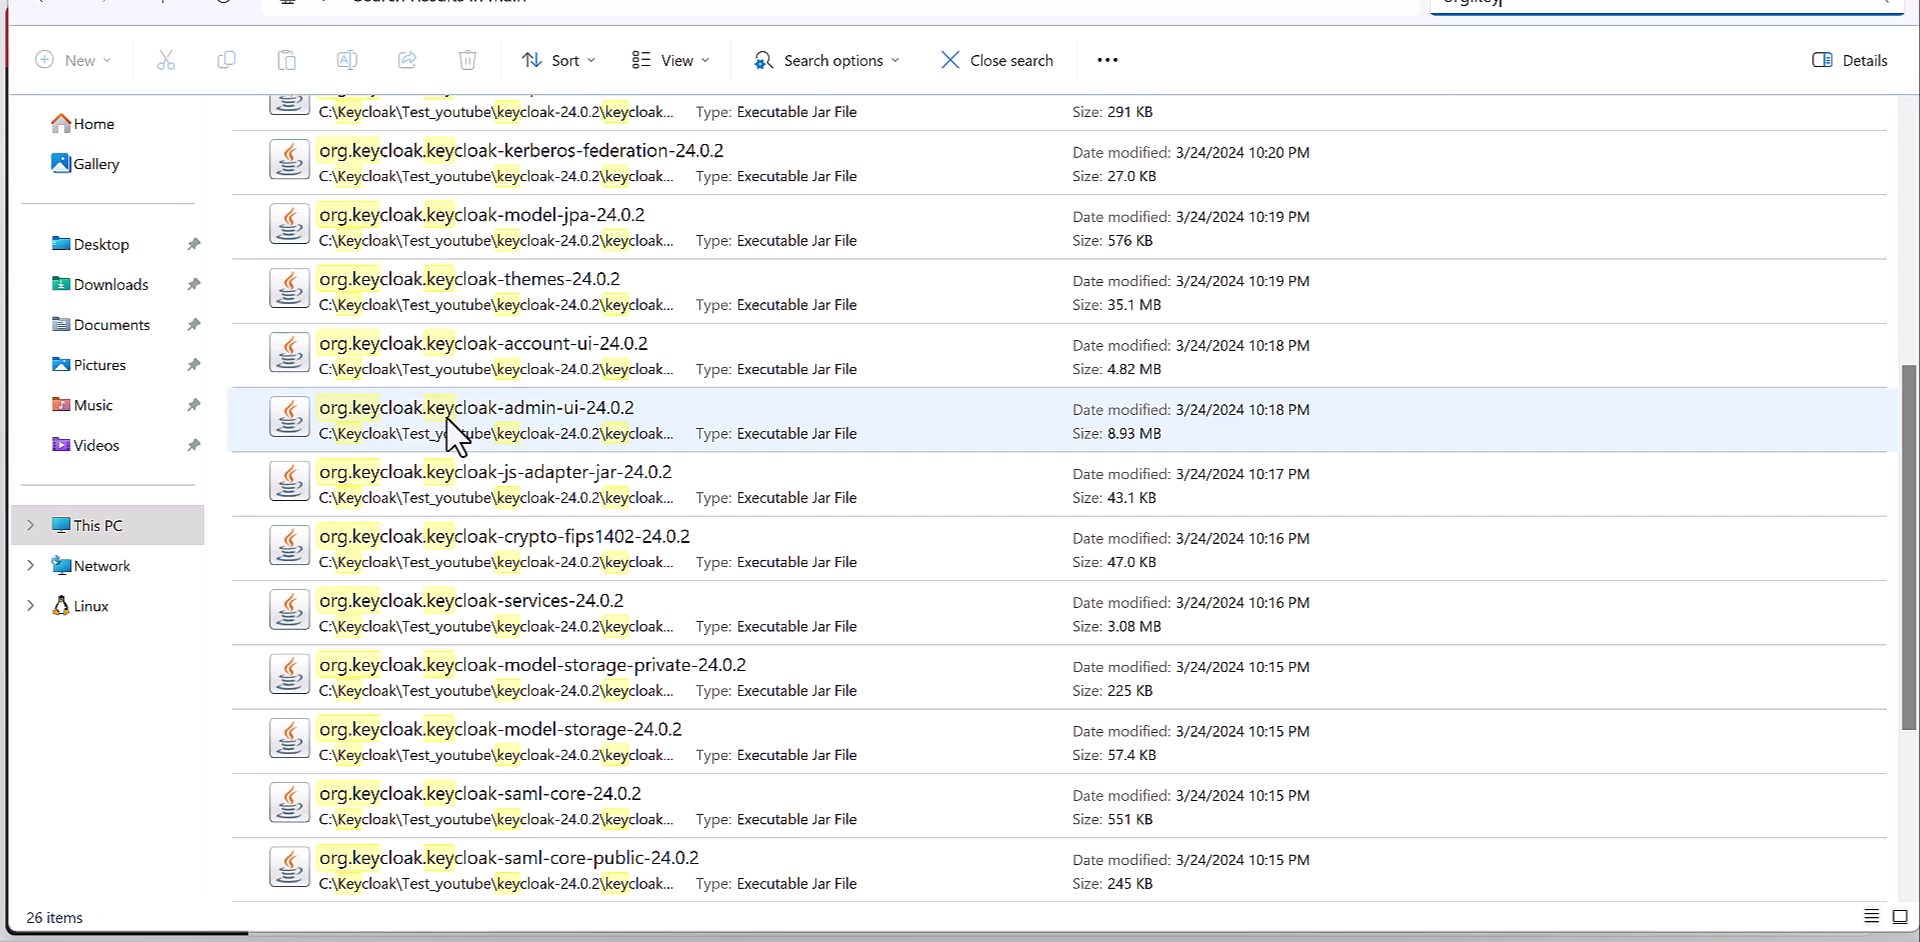 Search Results in Main
New
Sort
View
Search options
Close search
Details
Home
Gallery
Desktop
Downloads
Documents
Pictures
Music
Videos
This PC
Network
Linux
C:\Keycloak\Test_youtube\keycloak-24.0.2\keycloak... Type: Executable Jar File Size: 291 KB
org.keycloak.keycloak-kerberos-federation-24.0.2 Date modified: 3/24/2024 10:20 PM
C:\Keycloak\Test_youtube\keycloak-24.0.2\keycloak... Type: Executable Jar File Size: 27.0 KB
org.keycloak.keycloak-model-jpa-24.0.2 Date modified: 3/24/2024 10:19 PM
C:\Keycloak\Test_youtube\keycloak-24.0.2\keycloak... Type: Executable Jar File Size: 576 KB
org.keycloak.keycloak-themes-24.0.2 Date modified: 3/24/2024 10:19 PM
C:\Keycloak\Test_youtube\keycloak-24.0.2\keycloak... Type: Executable Jar File Size: 35.1 MB
org.keycloak.keycloak-account-ui-24.0.2 Date modified: 3/24/2024 10:18 PM
C:\Keycloak\Test_youtube\keycloak-24.0.2\keycloak... Type: Executable Jar File Size: 4.82 MB
org.keycloak.keycloak-admin-ui-24.0.2 Date modified: 3/24/2024 10:18 PM
C:\Keycloak\Test_youtube\keycloak-24.0.2\keycloak... Type: Executable Jar File Size: 8.93 MB
org.keycloak.keycloak-js-adapter-jar-24.0.2 Date modified: 3/24/2024 10:17 PM
C:\Keycloak\Test_youtube\keycloak-24.0.2\keycloak... Type: Executable Jar File Size: 43.1 KB
org.keycloak.keycloak-crypto-fips1402-24.0.2 Date modified: 3/24/2024 10:16 PM
C:\Keycloak\Test_youtube\keycloak-24.0.2\keycloak... Type: Executable Jar File Size: 47.0 KB
org.keycloak.keycloak-services-24.0.2 Date modified: 3/24/2024 10:16 PM
C:\Keycloak\Test_youtube\keycloak-24.0.2\keycloak... Type: Executable Jar File Size: 3.08 MB
org.keycloak.keycloak-model-storage-private-24.0.2 Date modified: 3/24/2024 10:15 PM
C:\Keycloak\Test_youtube\keycloak-24.0.2\keycloak... Type: Executable Jar File Size: 225 KB
org.keycloak.keycloak-model-storage-24.0.2 Date modified: 3/24/2024 10:15 PM
C:\Keycloak\Test_youtube\keycloak-24.0.2\keycloak... Type: Executable Jar File Size: 57.4 KB
org.keycloak.keycloak-saml-core-24.0.2 Date modified: 3/24/2024 10:15 PM
C:\Keycloak\Test_youtube\keycloak-24.0.2\keycloak... Type: Executable Jar File Size: 551 KB
org.keycloak.keycloak-saml-core-public-24.0.2 Date modified: 3/24/2024 10:15 PM
C:\Keycloak\Test_youtube\keycloak-24.0.2\keycloak... Type: Executable Jar File Size: 245 KB
26 items